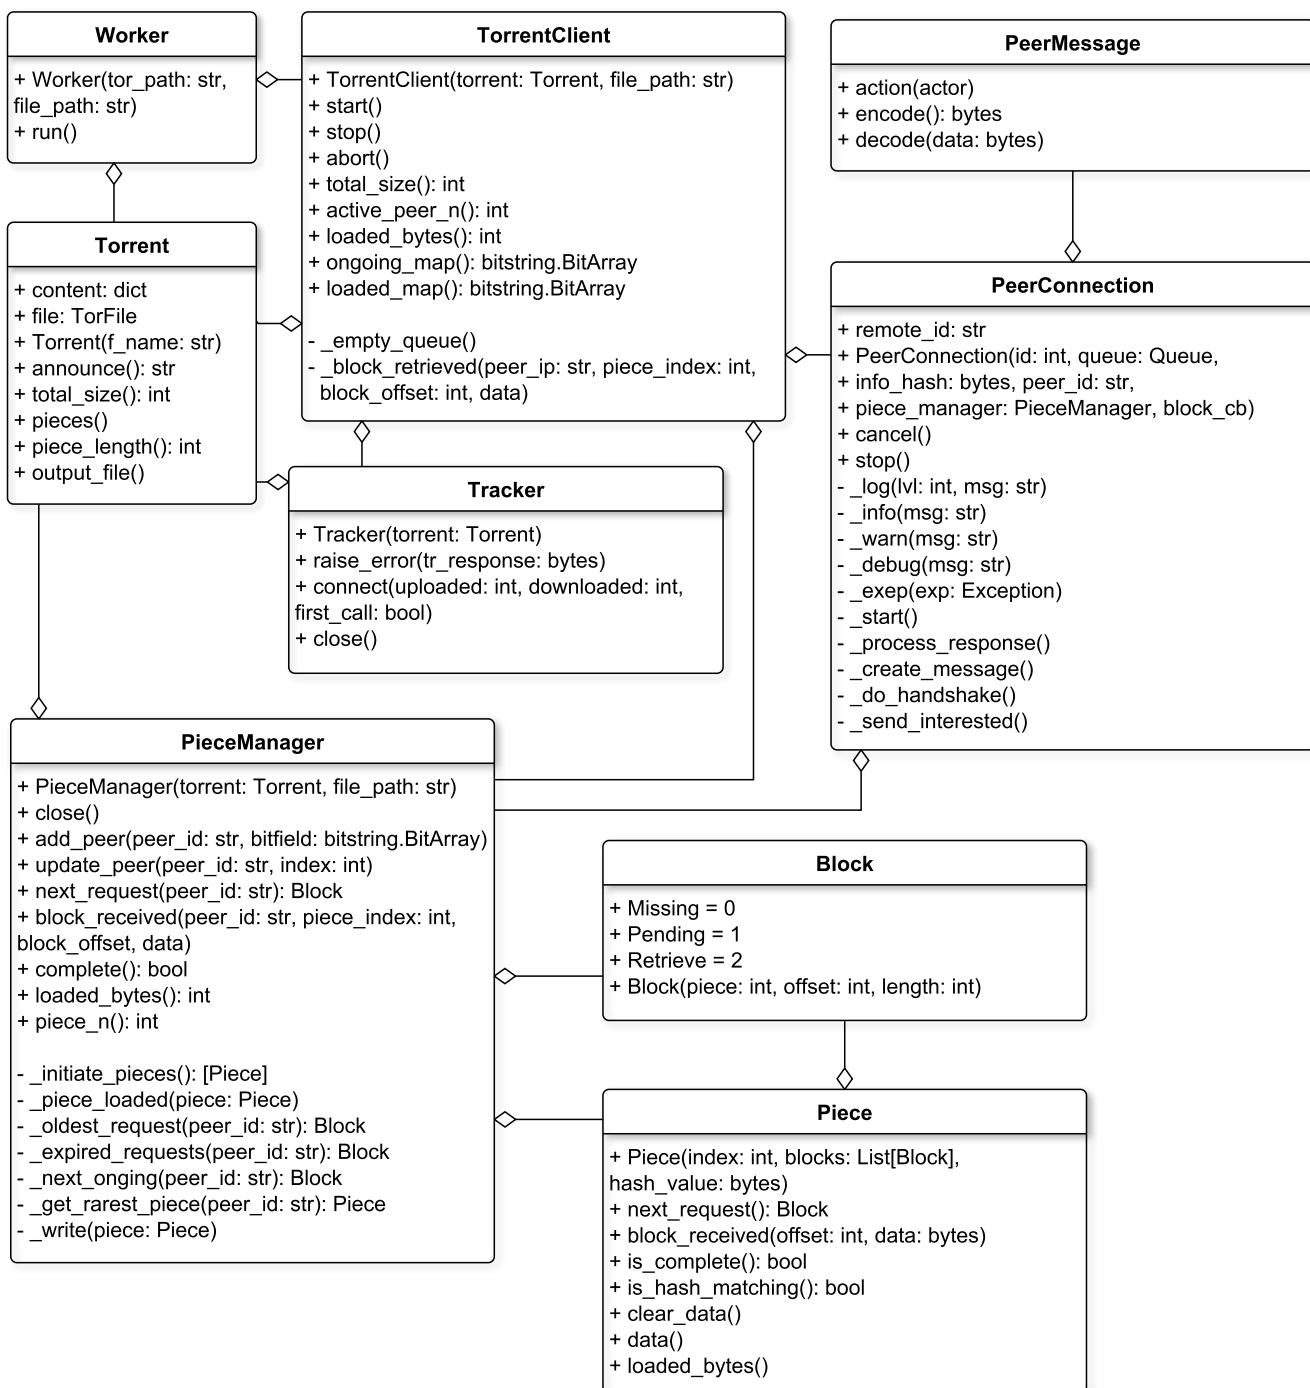 Worker
+ Worker(tor_path: str,
file_path: str)
+ run()
TorrentClient
+ TorrentClient(torrent: Torrent, file_path: str)
+ start()
+ stop()
+ abort()
+ total_size(): int
+ active_peer_n(): int
+ loaded_bytes(): int
+ ongoing_map(): bitstring.BitArray
+ loaded_map(): bitstring.BitArray
- _empty_queue()
- _block_retrieved(peer_ip: str, piece_index: int,
block_offset: int, data)
PeerMessage
+ action(actor)
+ encode(): bytes
+ decode(data: bytes)
Torrent
+ content: dict
+ file: TorFile
+ Torrent(f_name: str)
+ announce(): str
+ total_size(): int
+ pieces()
+ piece_length(): int
+ output_file()
PeerConnection
+ remote_id: str
+ PeerConnection(id: int, queue: Queue,
+ info_hash: bytes, peer_id: str,
+ piece_manager: PieceManager, block_cb)
+ cancel()
+ stop()
- _log(lvl: int, msg: str)
- _info(msg: str)
- _warn(msg: str)
- _debug(msg: str)
- _exep(exp: Exception)
- _start()
- _process_response()
- _create_message()
- _do_handshake()
- _send_interested()
Tracker
+ Tracker(torrent: Torrent)
+ raise_error(tr_response: bytes)
+ connect(uploaded: int, downloaded: int,
first_call: bool)
+ close()
PieceManager
+ PieceManager(torrent: Torrent, file_path: str)
+ close()
+ add_peer(peer_id: str, bitfield: bitstring.BitArray)
+ update_peer(peer_id: str, index: int)
+ next_request(peer_id: str): Block
+ block_received(peer_id: str, piece_index: int,
block_offset, data)
+ complete(): bool
+ loaded_bytes(): int
+ piece_n(): int
- _initiate_pieces(): [Piece]
- _piece_loaded(piece: Piece)
- _oldest_request(peer_id: str): Block
- _expired_requests(peer_id: str): Block
- _next_onging(peer_id: str): Block
- _get_rarest_piece(peer_id: str): Piece
- _write(piece: Piece)
Block
+ Missing = 0
+ Pending = 1
+ Retrieve = 2
+ Block(piece: int, offset: int, length: int)
Piece
+ Piece(index: int, blocks: List[Block],
hash_value: bytes)
+ next_request(): Block
+ block_received(offset: int, data: bytes)
+ is_complete(): bool
+ is_hash_matching(): bool
+ clear_data()
+ data()
+ loaded_bytes()